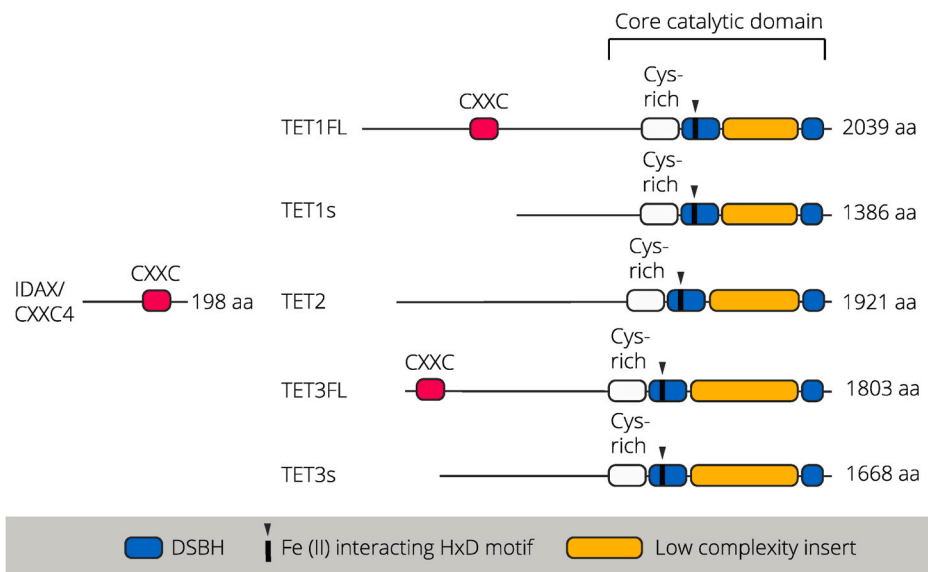 Core catalytic domain
Cys-
rich
CXXC
TET1FL
2039 aa
Cys-
rich
TET1s
1386 aa
Cys-
rich
IDAX/
CXXC4
CXXC
198 aa
TET2
1921 aa
Cys-
rich
CXXC
TET3FL
1803 aa
Cys-
rich
TET3s
1668 aa
DSBH
Fe (II) interacting HxD motif
Low complexity insert